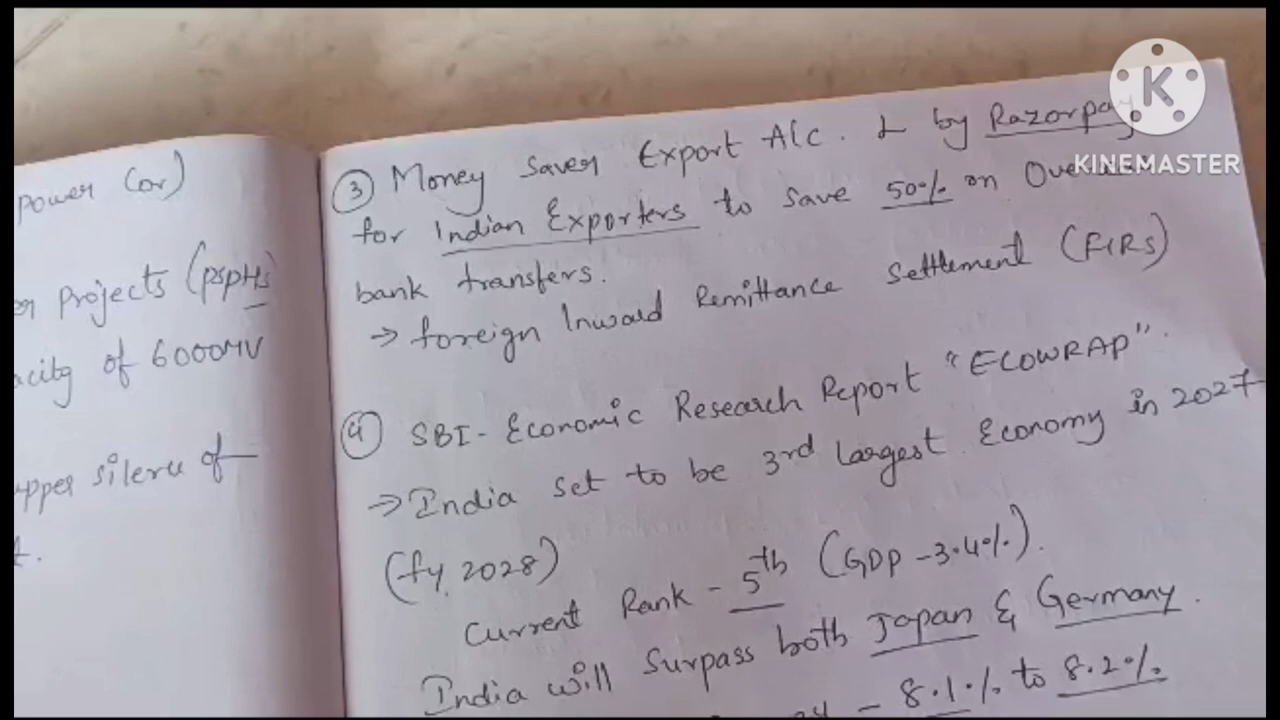 power (or)
Projects (PSPHs
acity of 6000MW
upper sileru of
③ Money Saver Export A/c. L by Razorpay
for Indian Exporters to save 50% on
bank transfers.
→ foreign Inward Remittance Settlement (FIRS)
④ SBI - Economic Research Report "ECOWRAP".
→ India set to be 3rd largest Economy in 2027
(fy. 2028)
Current Rank - 5th (GDP - 3.4%).
India will Surpass both Japan & Germany.
24 - 8.1% to 8.2%
K
KINEMASTER